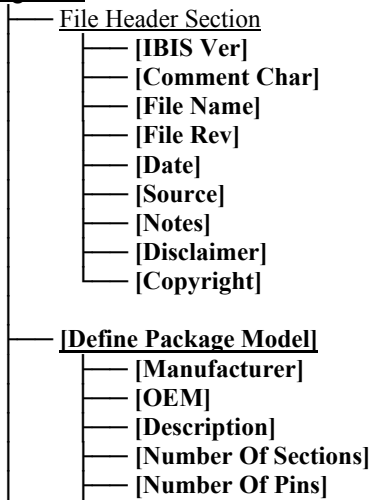 File Header Section
[IBIS Ver]
[Comment Char]
[File Name]
[File Rev]
[Date]
[Source]
[Notes]
[Disclaimer]
[Copyright]
[Define Package Model]
[Manufacturer]
[OEM]
[Description]
[Number Of Sections]
[Number Of Pins]